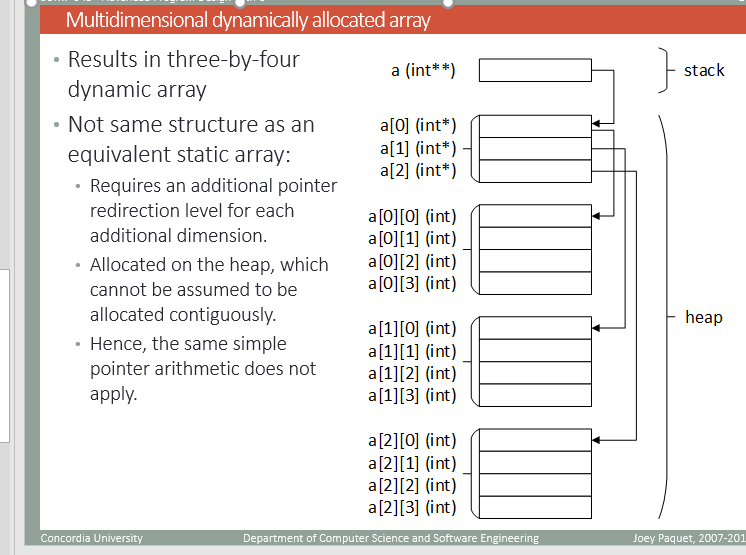 Multidimensional dynamically allocated array
• Results in three-by-four
dynamic array
• Not same structure as an
equivalent static array:
• Requires an additional pointer
redirection level for each
additional dimension.
• Allocated on the heap, which
cannot be assumed to be
allocated contiguously.
• Hence, the same simple
pointer arithmetic does not
apply.
a (int**)
stack
a[0] (int*)
a[1] (int*)
a[2] (int*)
a[0][0] (int)
a[0][1] (int)
a[0][2] (int)
a[0][3] (int)
heap
a[1][0] (int)
a[1][1] (int)
a[1][2] (int)
a[1][3] (int)
a[2][0] (int)
a[2][1] (int)
a[2][2] (int)
a[2][3] (int)
Concordia University
Department of Computer Science and Software Engineering
Joey Paquet, 2007-201